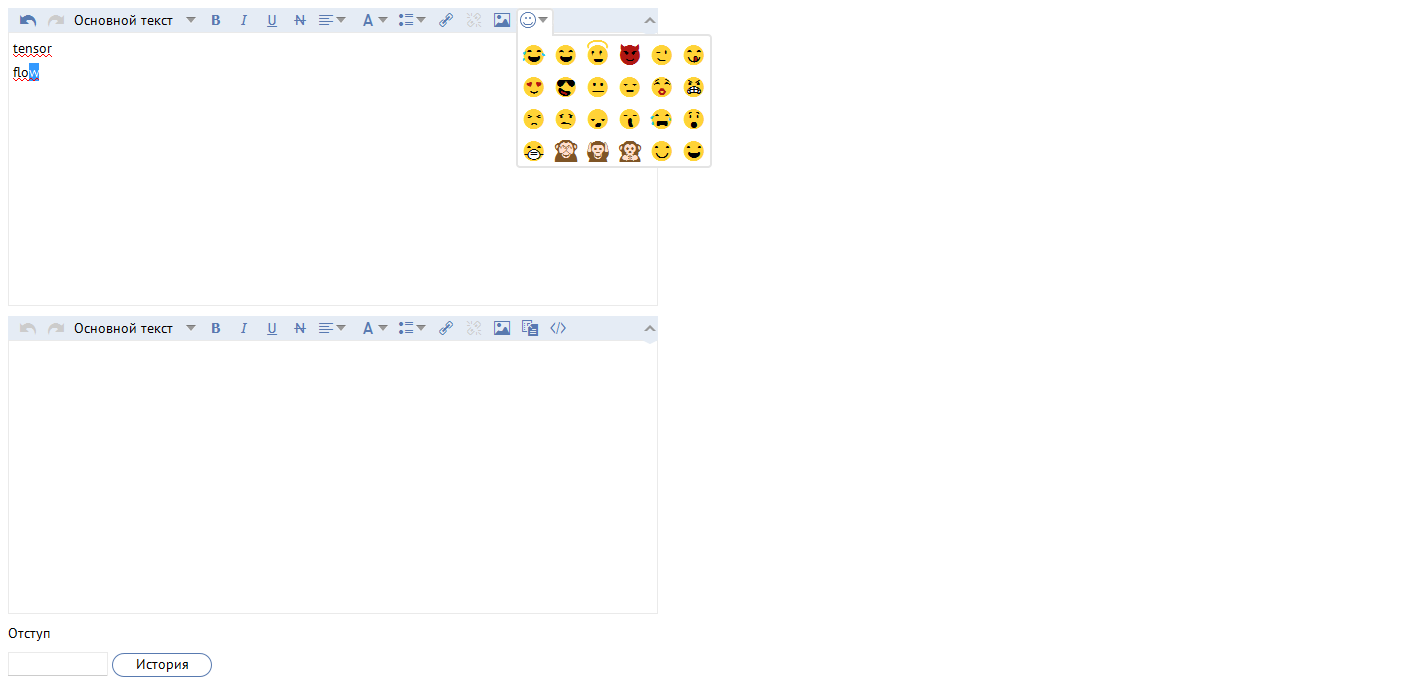 Основной текст B I U N A
tensor
flow
Основной текст B I U N A </>
Отступ
История